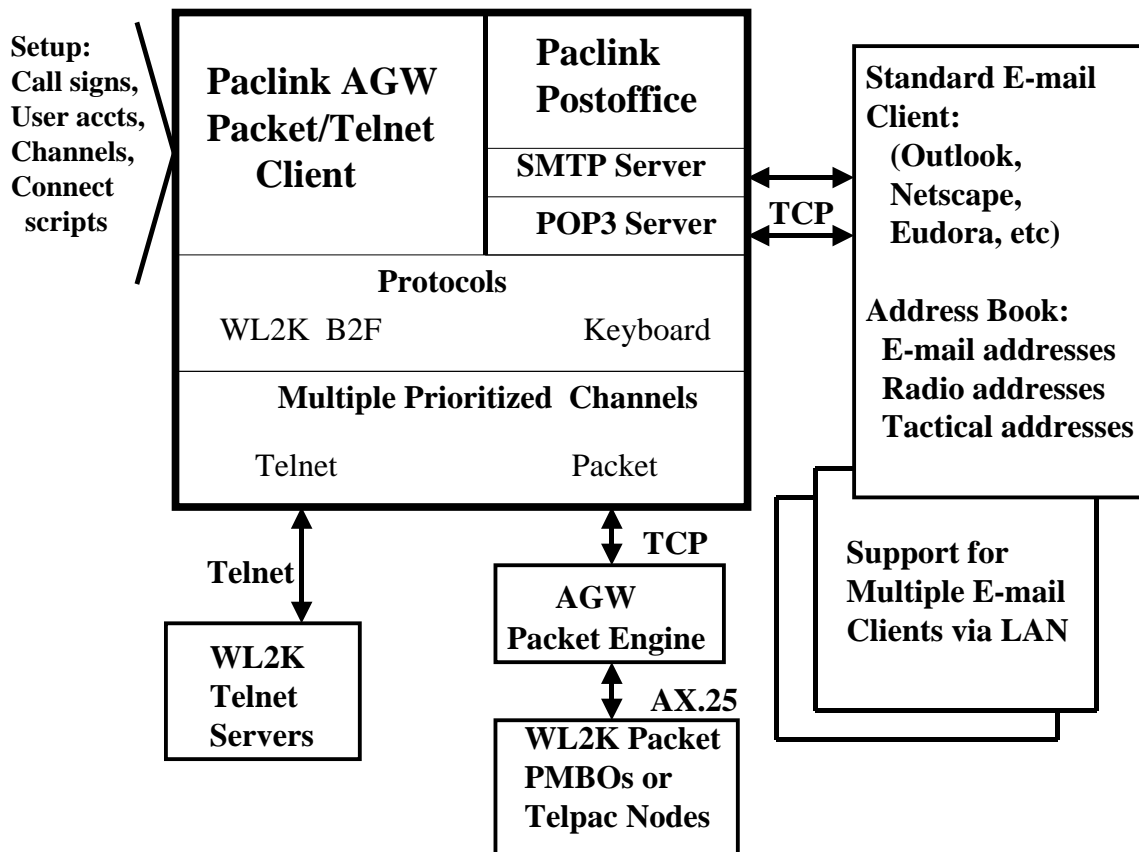 Setup:
Call signs,
User accts,
Channels,
Connect
scripts
Paclink AGW
Packet/Telnet
Client
Paclink
Postoffice
SMTP Server
POP3 Server
Protocols
WL2K B2F
Keyboard
Multiple Prioritized Channels
Telnet
Packet
TCP
Standard E-mail
Client:
(Outlook,
Netscape,
Eudora, etc)
Address Book:
E-mail addresses
Radio addresses
Tactical addresses
Support for
Multiple E-mail
Clients via LAN
Telnet
WL2K
Telnet
Servers
TCP
AGW
Packet Engine
AX.25
WL2K Packet
PMBOs or
Telpac Nodes